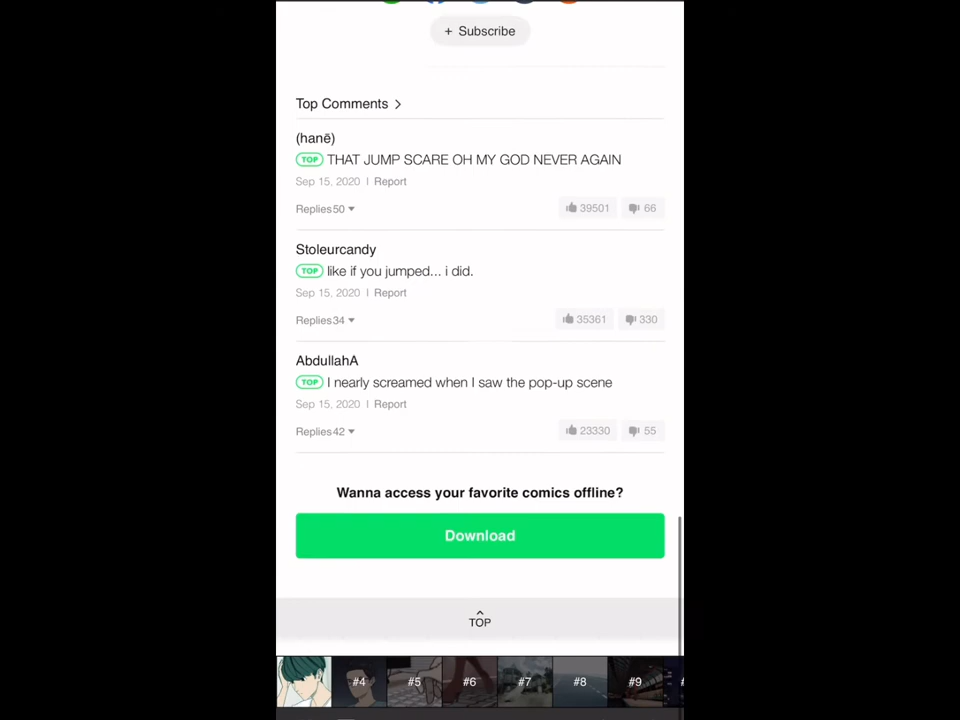 + Subscribe
Top Comments >
(hanē)
TOP THAT JUMP SCARE OH MY GOD NEVER AGAIN
Sep 15, 2020 | Report
Replies50
39501 66
Stoleurcandy
TOP like if you jumped... i did.
Sep 15, 2020 | Report
Replies34
35361 330
AbdullahA
TOP I nearly screamed when I saw the pop-up scene
Sep 15, 2020 | Report
Replies42
23330 55
Wanna access your favorite comics offline?
Download
TOP
#4 #5 #6 #7 #8 #9